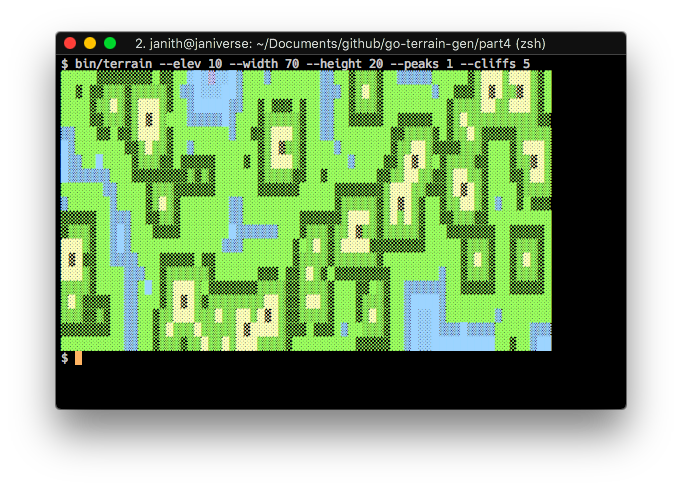 2. janith@janiverse: ~/Documents/github/go-terrain-gen/part4 (zsh)
$ bin/terrain --elev 10 --width 70 --height 20 --peaks 1 --cliffs 5
$